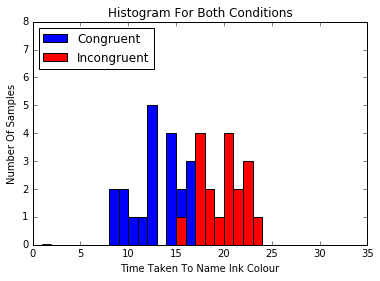 Histogram For Both Conditions
Congruent
Incongruent
Number Of Samples
8
7
6
5
4
3
2
1
0
0 5 10 15 20 25 30 35
Time Taken To Name Ink Colour